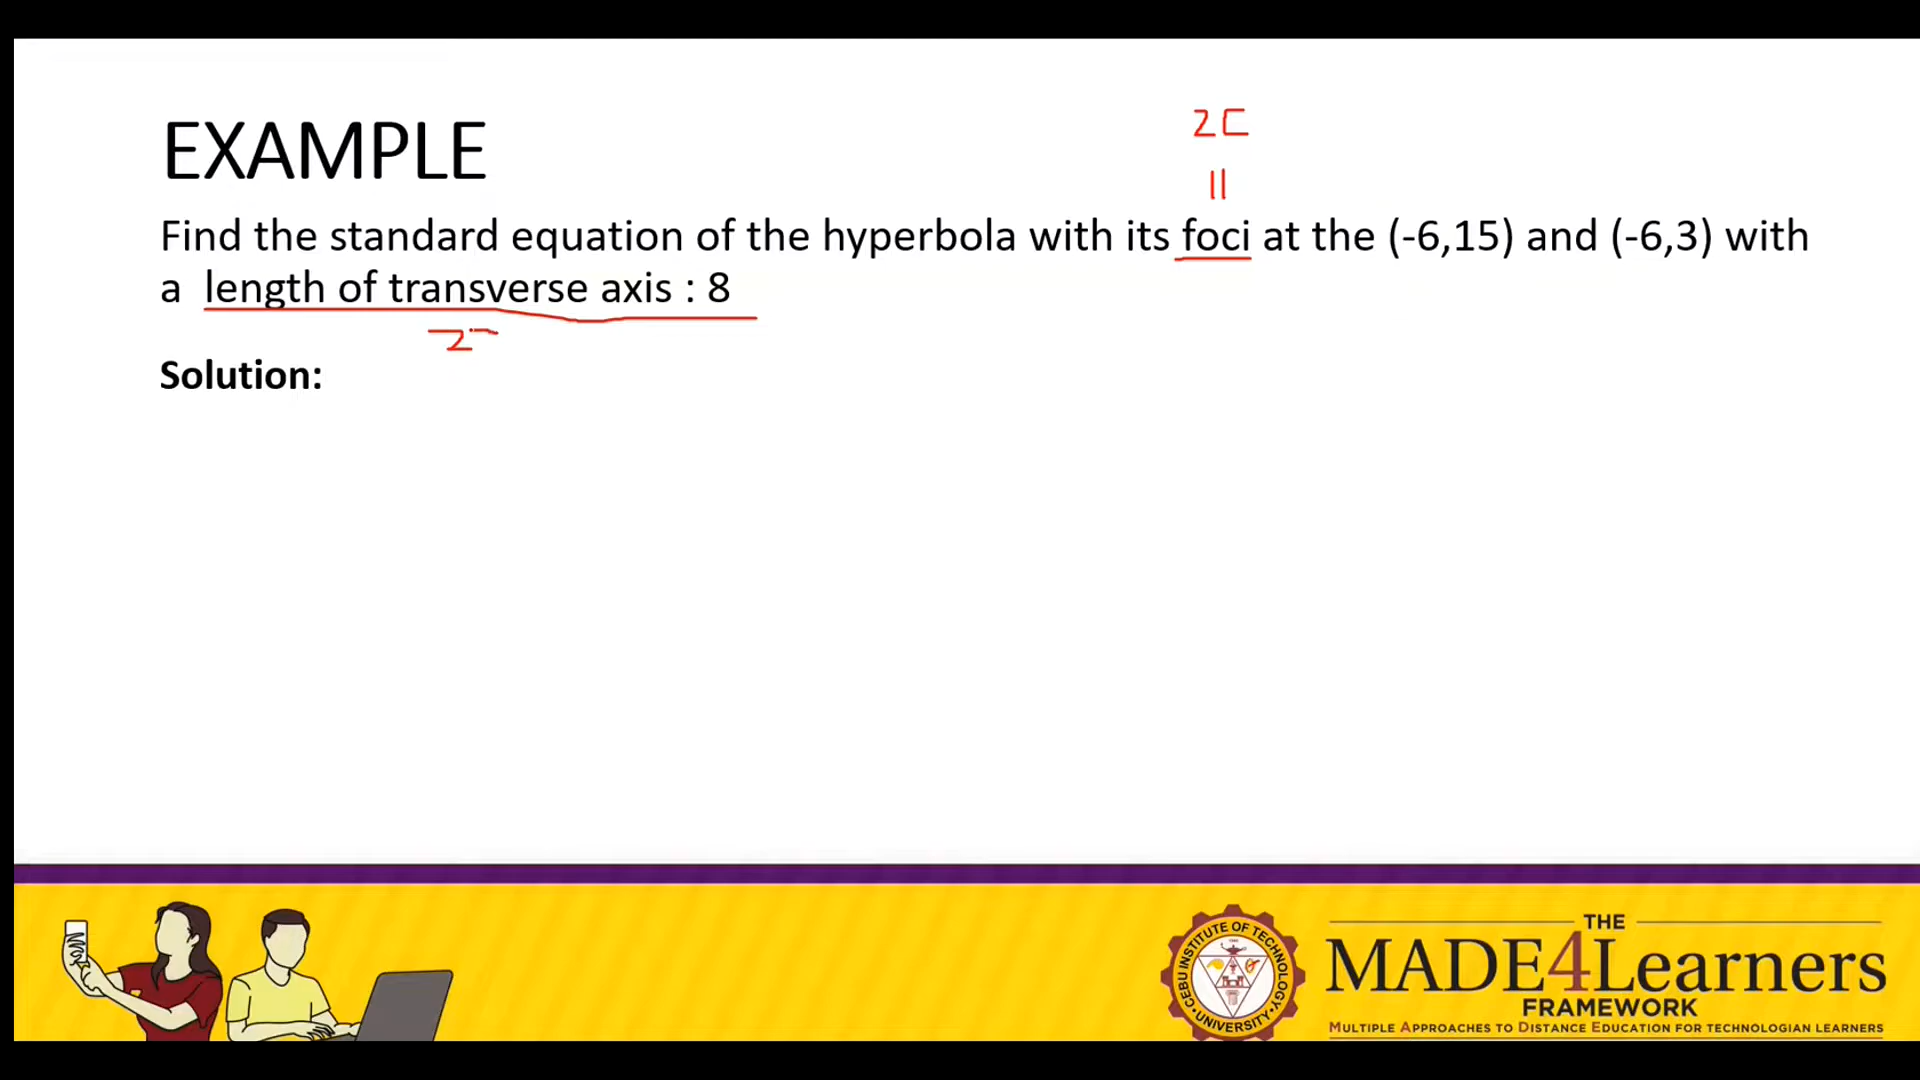 2C
||
EXAMPLE
Find the standard equation of the hyperbola with its foci at the (-6,15) and (-6,3) with
a length of transverse axis : 8
2
Solution:
CEBU INSTITUTE OF TECHNOLOGY
• UNIVERSITY •
THE
MADE4Learners
FRAMEWORK
MULTIPLE APPROACHES TO DISTANCE EDUCATION FOR TECHNOLOGIAN LEARNERS